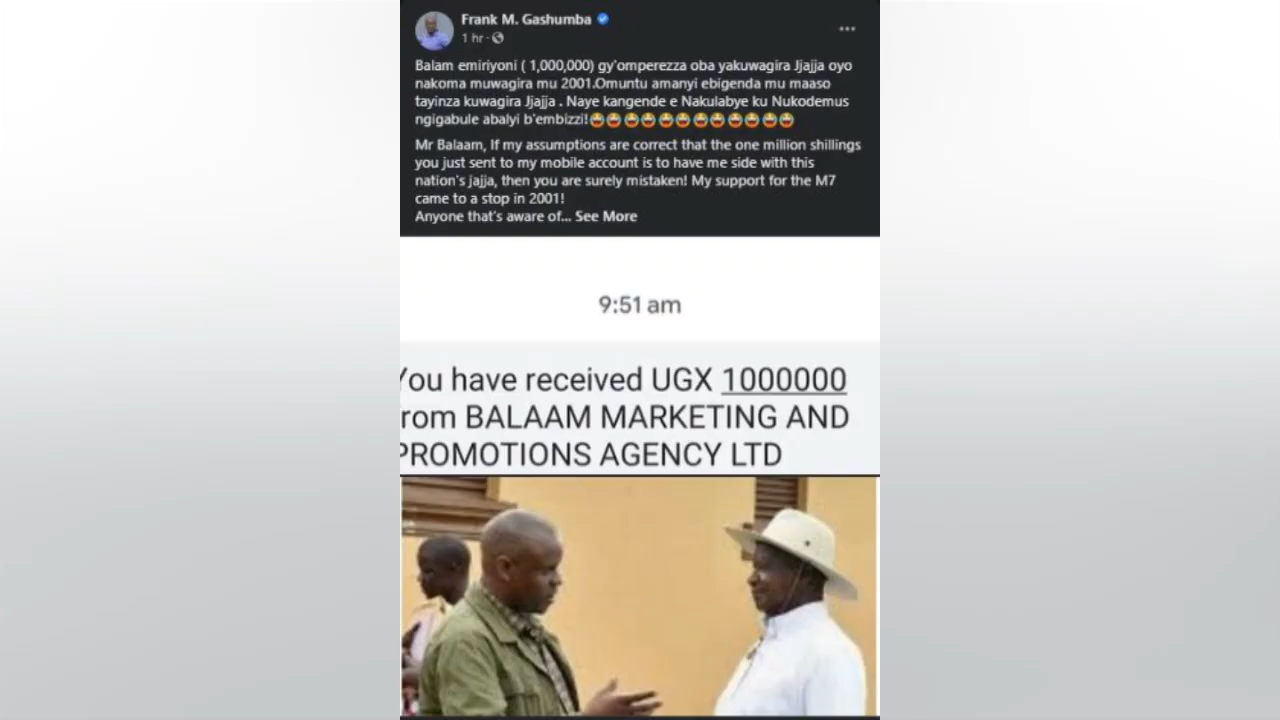 Frank M. Gashumba
1 hr ·
Balam emiriyoni ( 1,000,000) gy'omperezza oba yakuwagira Jjajja oyo
nakoma muwagira mu 2001.Omuntu amanyi ebigenda mu maaso
tayinza kuwagira Jjajja . Naye kangende e Nakulabye ku Nukodemus
ngigabule abalyi b'embizzi!😂😂😂😂😂😂😂😂😂😂😂😂
Mr Balaam, If my assumptions are correct that the one million shillings
you just sent to my mobile account is to have me side with this
nation's jajja, then you are surely mistaken! My support for the M7
came to a stop in 2001!
Anyone that's aware of... See More
9:51 am
You have received UGX 1000000
from BALAAM MARKETING AND
PROMOTIONS AGENCY LTD